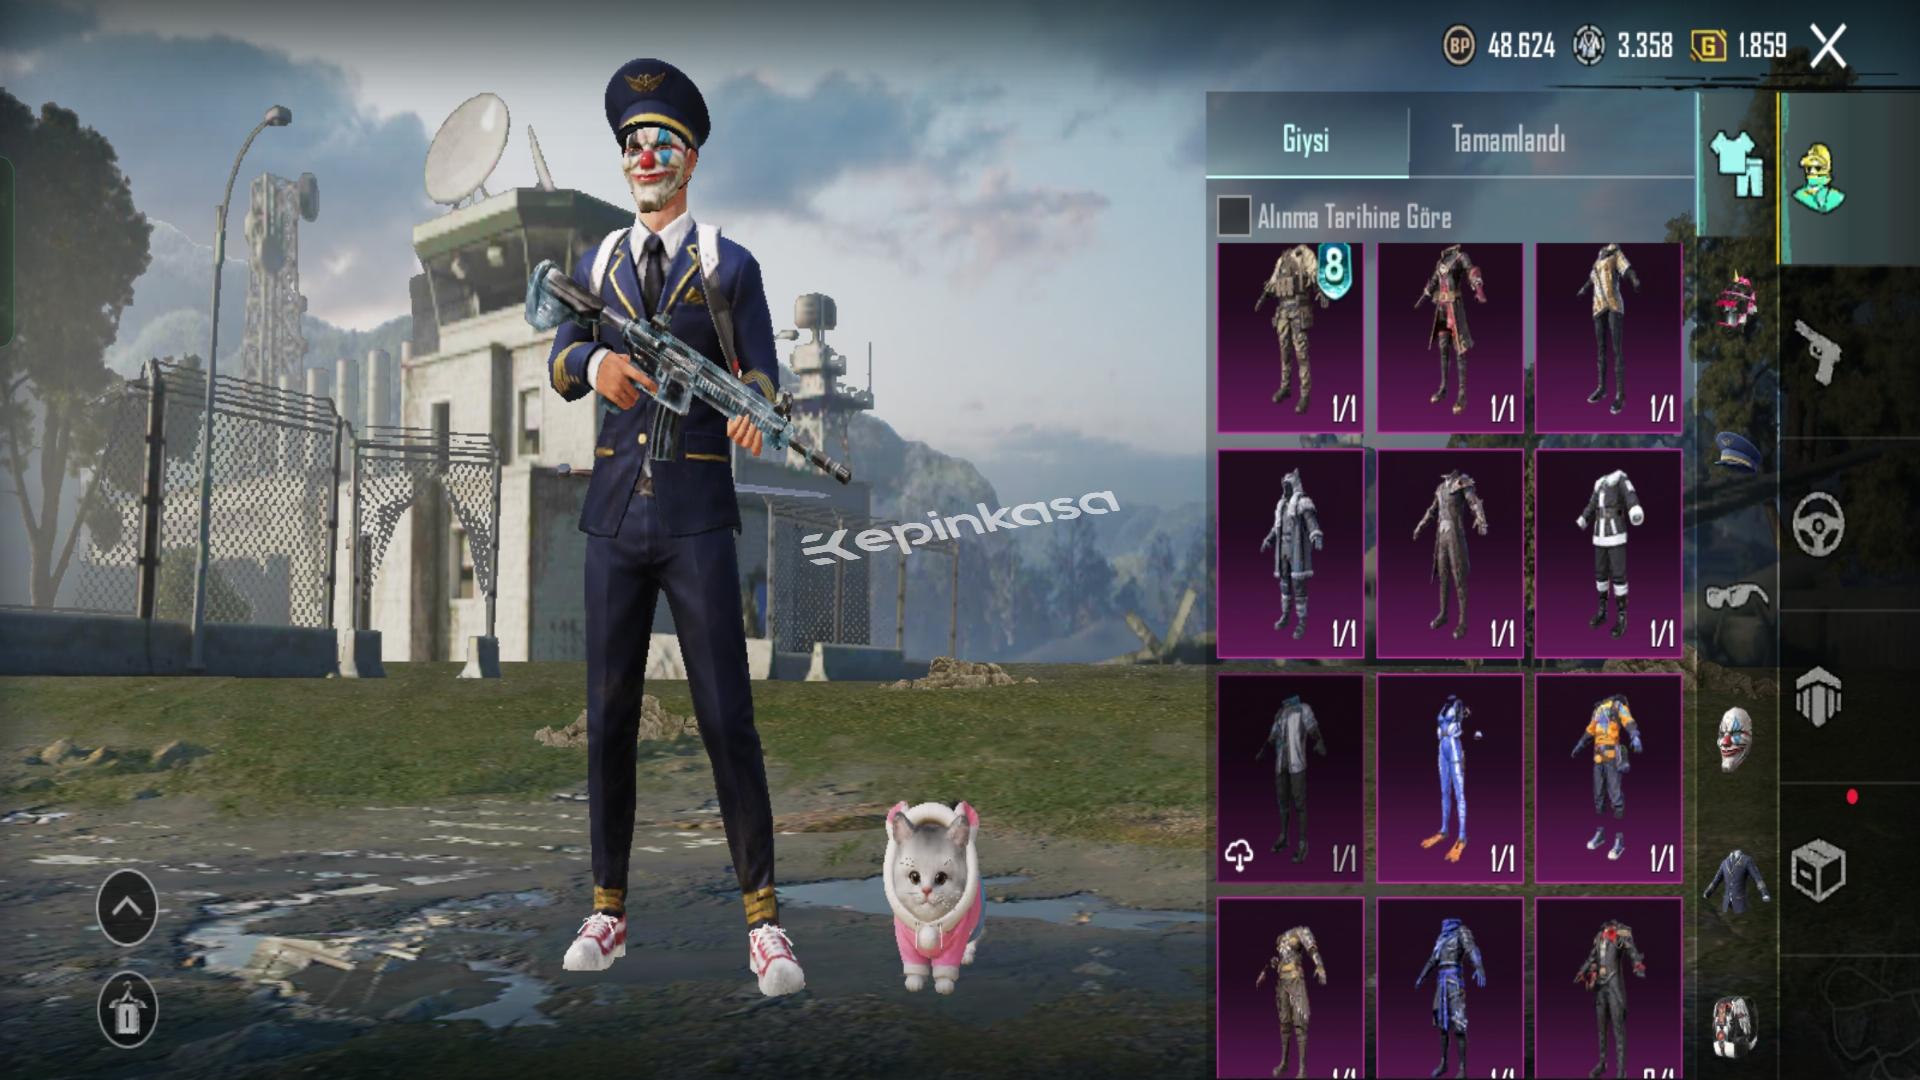 BP 48.624 3.358 G 1.859
Giysi Tamamlandı
Alınma Tarihine Göre
8
1/1 1/1 1/1
epinkasa
1/1 1/1 1/1
1/1 1/1 1/1
1